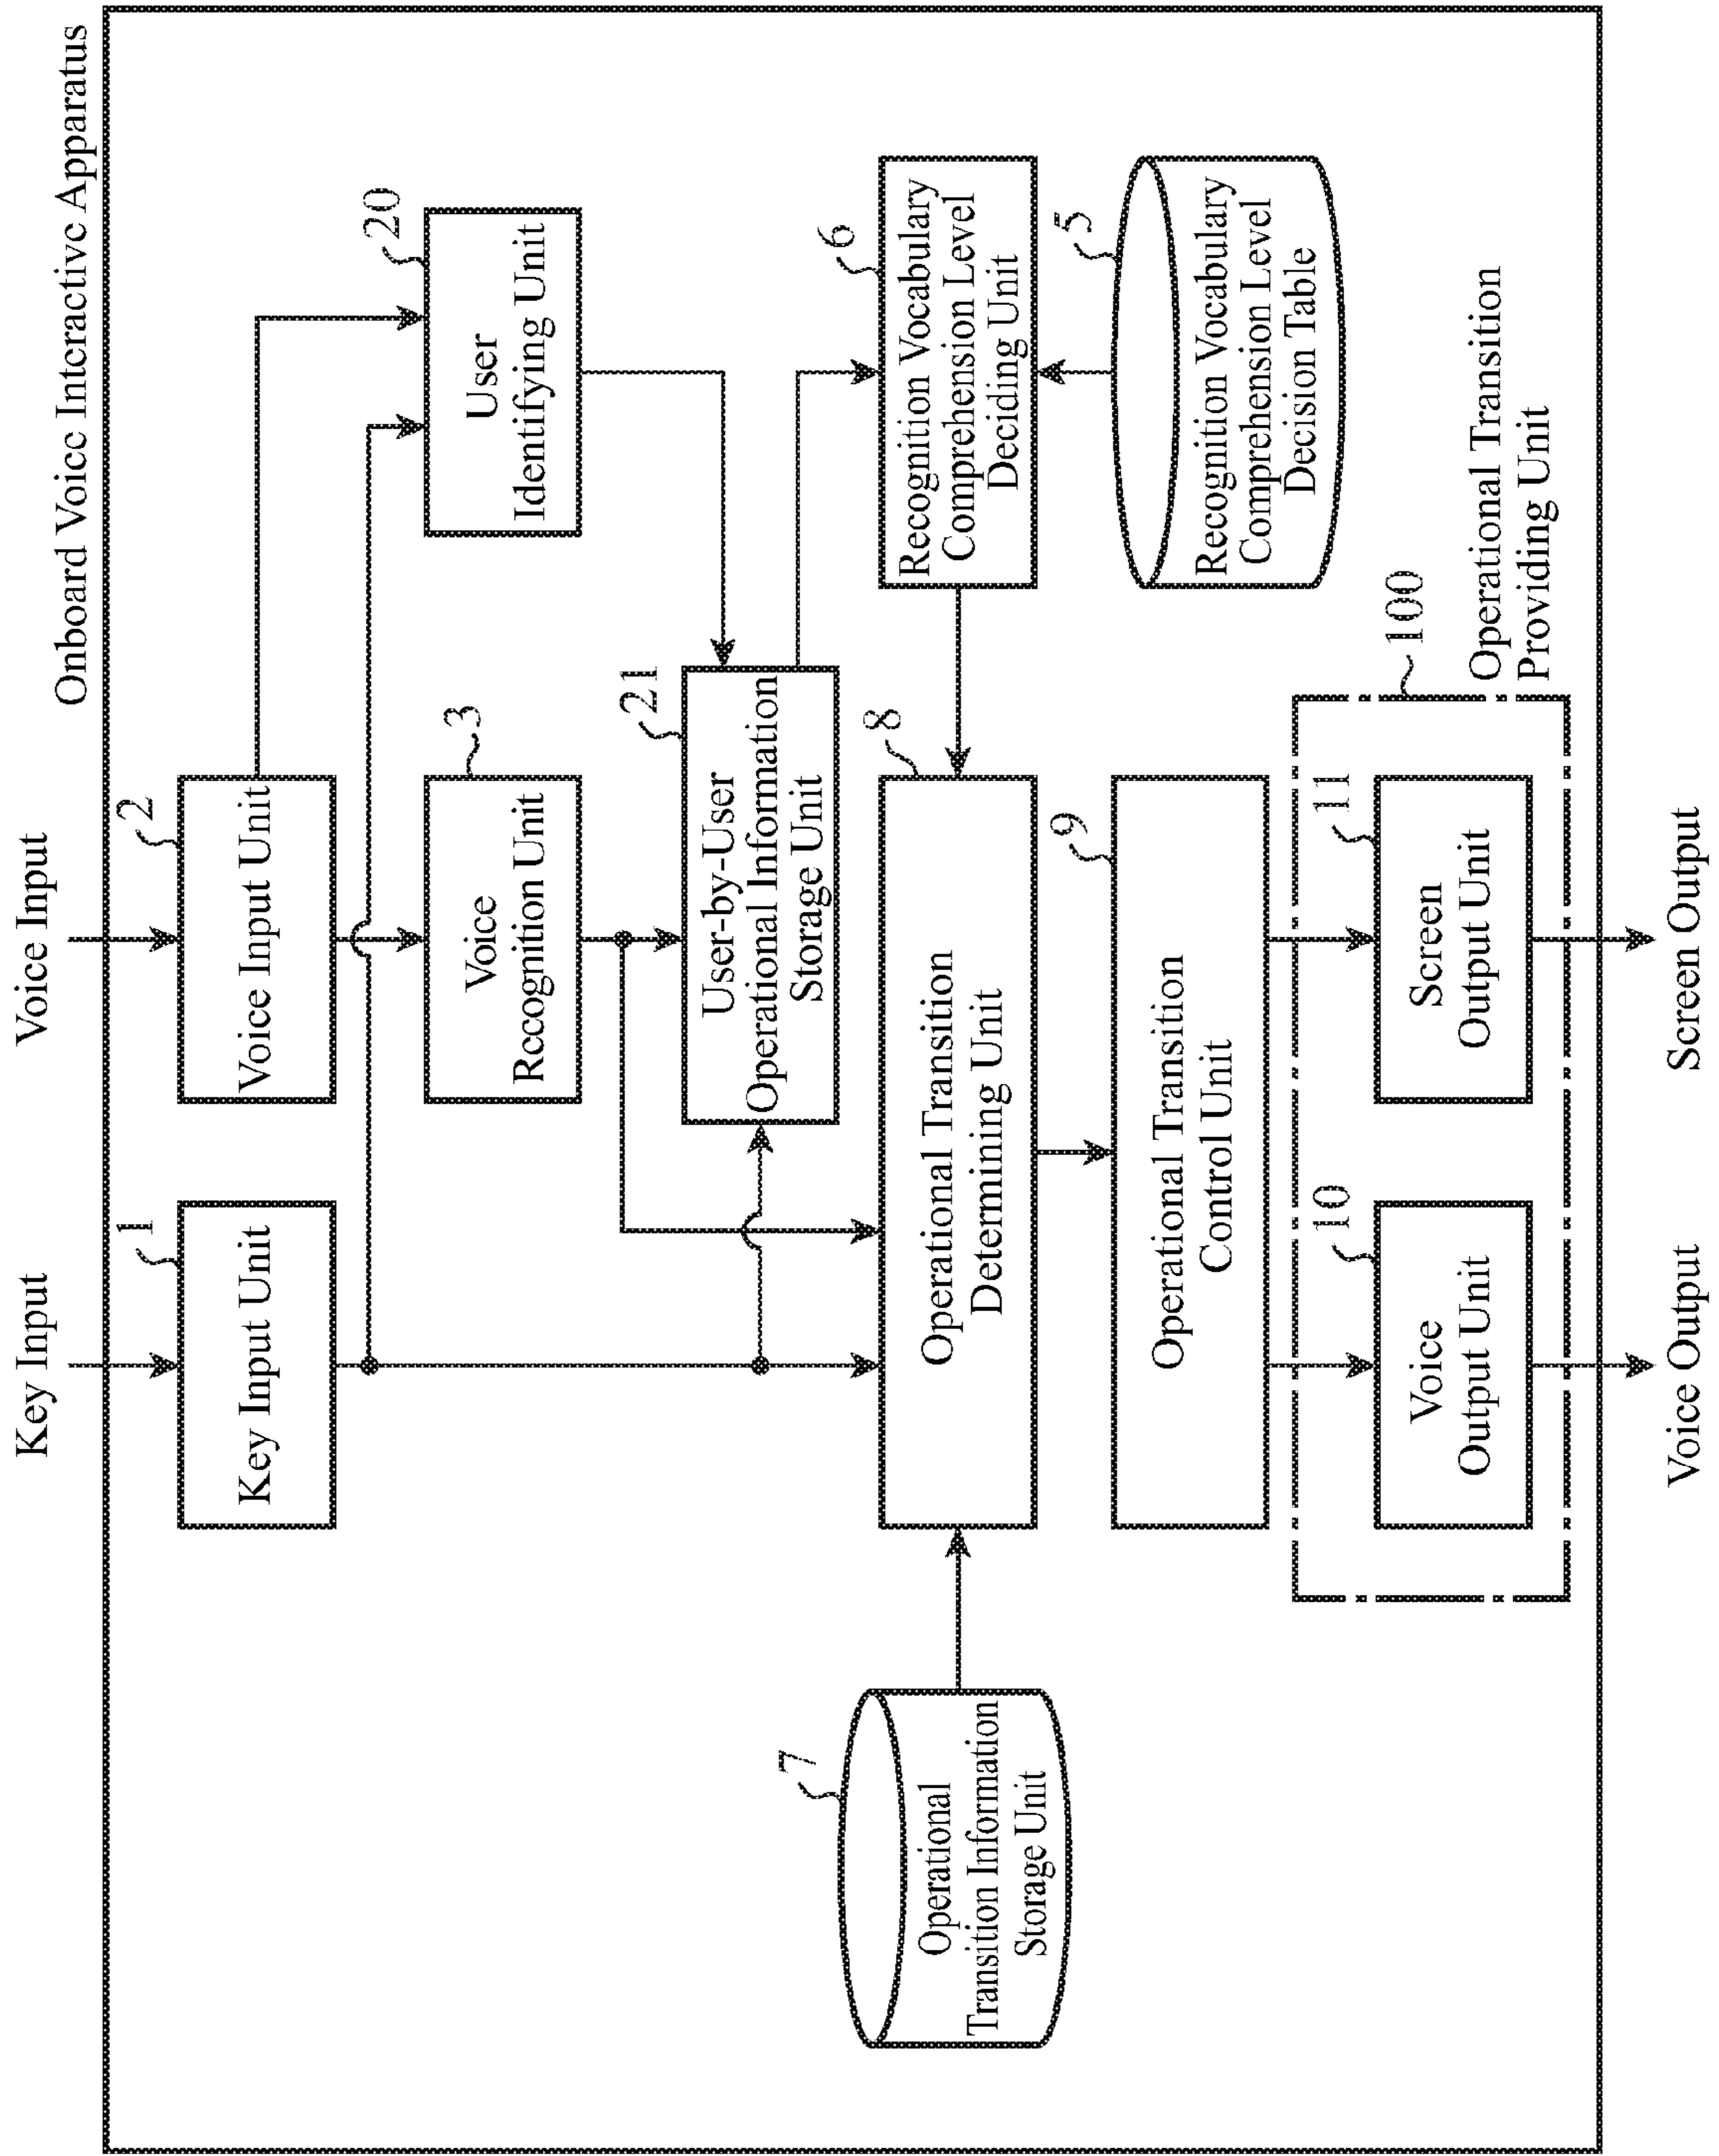 Key Input
Voice Input
Onboard Voice Interactive Apparatus
1
Key Input Unit
2
Voice Input Unit
3
Voice
Recognition Unit
20
User
Identifying Unit
21
User-by-User
Operational Information
Storage Unit
7
Operational
Transition Information
Storage Unit
8
Operational Transition
Determining Unit
6
Recognition Vocabulary
Comprehension Level
Deciding Unit
9
Operational Transition
Control Unit
5
Recognition Vocabulary
Comprehension Level
Decision Table
10
Voice
Output Unit
11
Screen
Output Unit
100
Operational Transition
Providing Unit
Voice Output
Screen Output